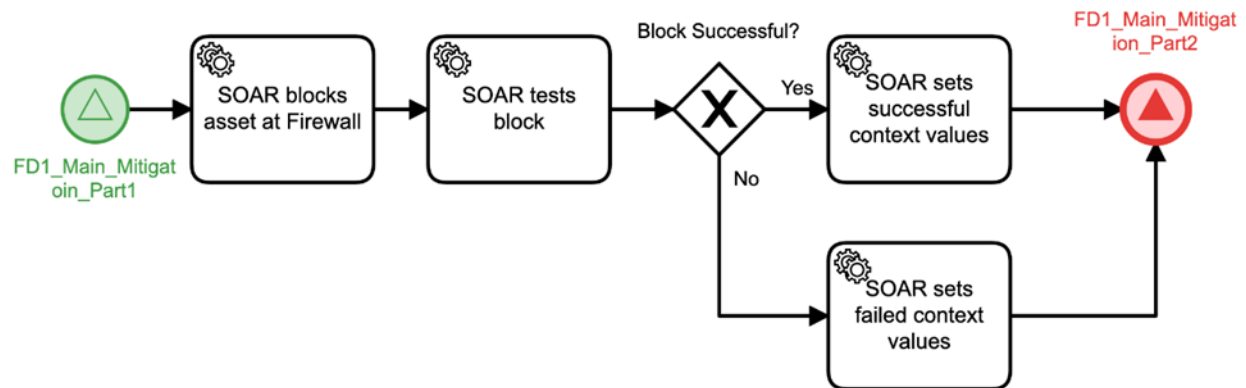 FD1_Main_Mitigat
oin_Part1
SOAR blocks
asset at Firewall
SOAR tests
block
Block Successful?
X
Yes
No
SOAR sets
successful
context values
SOAR sets
failed context
values
FD1_Main_Mitigat
ion_Part2